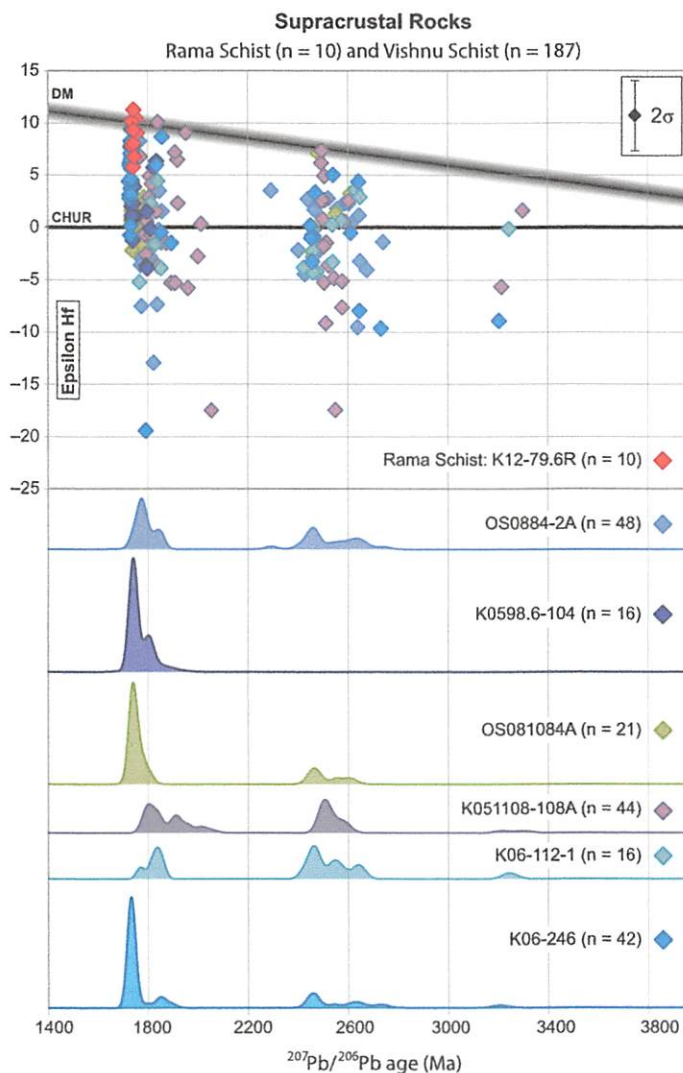 Supracrustal Rocks
Rama Schist (n = 10) and Vishnu Schist (n = 187)
15
DM
10
2σ
5
CHUR
0
−5
−10
Epsilon Hf
−15
−20
Rama Schist: K12-79.6R (n = 10)
−25
OS0884-2A (n = 48)
K0598.6-104 (n = 16)
OS081084A (n = 21)
K051108-108A (n = 44)
K06-112-1 (n = 16)
K06-246 (n = 42)
1400 1800 2200 2600 3000 3400 3800
²⁰⁷Pb/²⁰⁶Pb age (Ma)